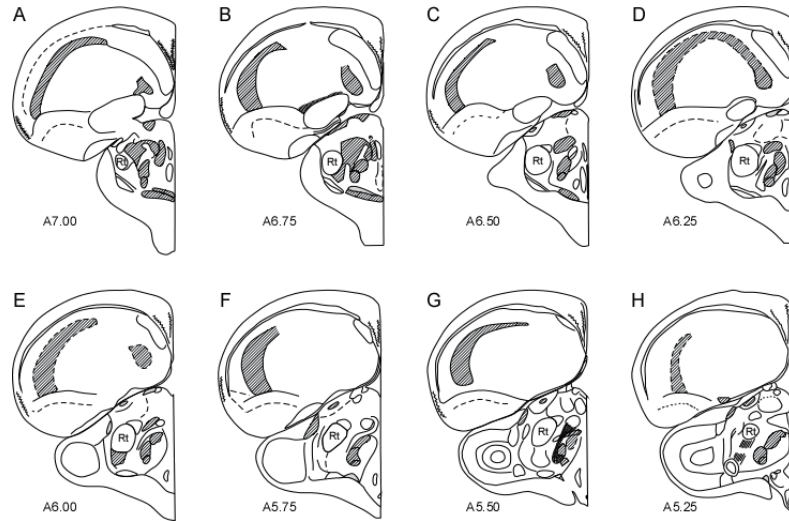 A B C D
Rt Rt Rt Rt
A7.00 A6.75 A6.50 A6.25
E F G H
Rt Rt Rt Rt
A6.00 A5.75 A5.50 A5.25